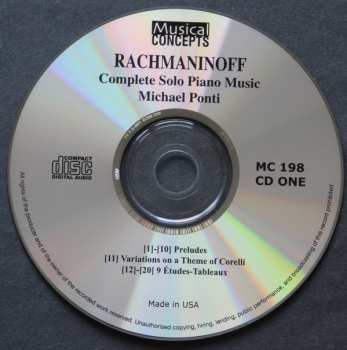 Musical
CONCEPTS
RACHMANINOFF
Complete Solo Piano Music
Michael Ponti
COMPACT
disc
DIGITAL AUDIO
MC 198
CD ONE
[1]-[10] Preludes
[11] Variations on a Theme of Corelli
[12]-[20] 9 Études-Tableaux
Made in USA
All rights of the producer and of the owner of the recorded work reserved. Unauthorised copying, hiring, lending, public performance, and broadcasting of the recording prohibited.